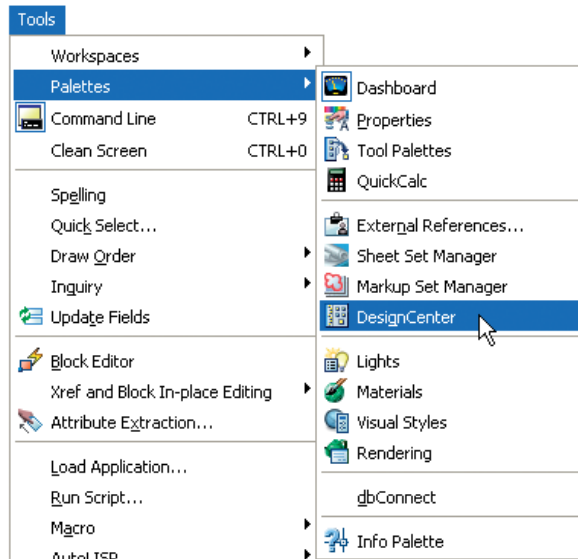 Tools
Workspaces
Palettes
Command Line CTRL+9
Clean Screen CTRL+0
Spelling
Quick Select...
Draw Order
Inquiry
Update Fields
Block Editor
Xref and Block In-place Editing
Attribute Extraction...
Load Application...
Run Script...
Macro
AutoLISP
Dashboard
Properties
Tool Palettes
QuickCalc
External References...
Sheet Set Manager
Markup Set Manager
DesignCenter
Lights
Materials
Visual Styles
Rendering
dbConnect
Info Palette